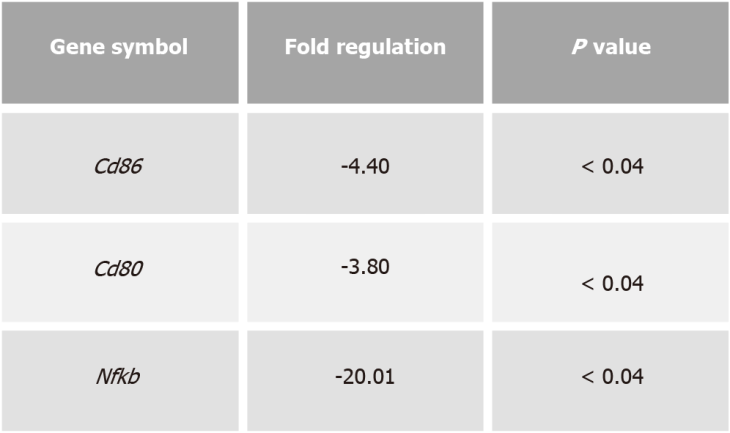 Gene symbol Fold regulation P value
Cd86 -4.40 < 0.04
Cd80 -3.80 < 0.04
Nfkb -20.01 < 0.04